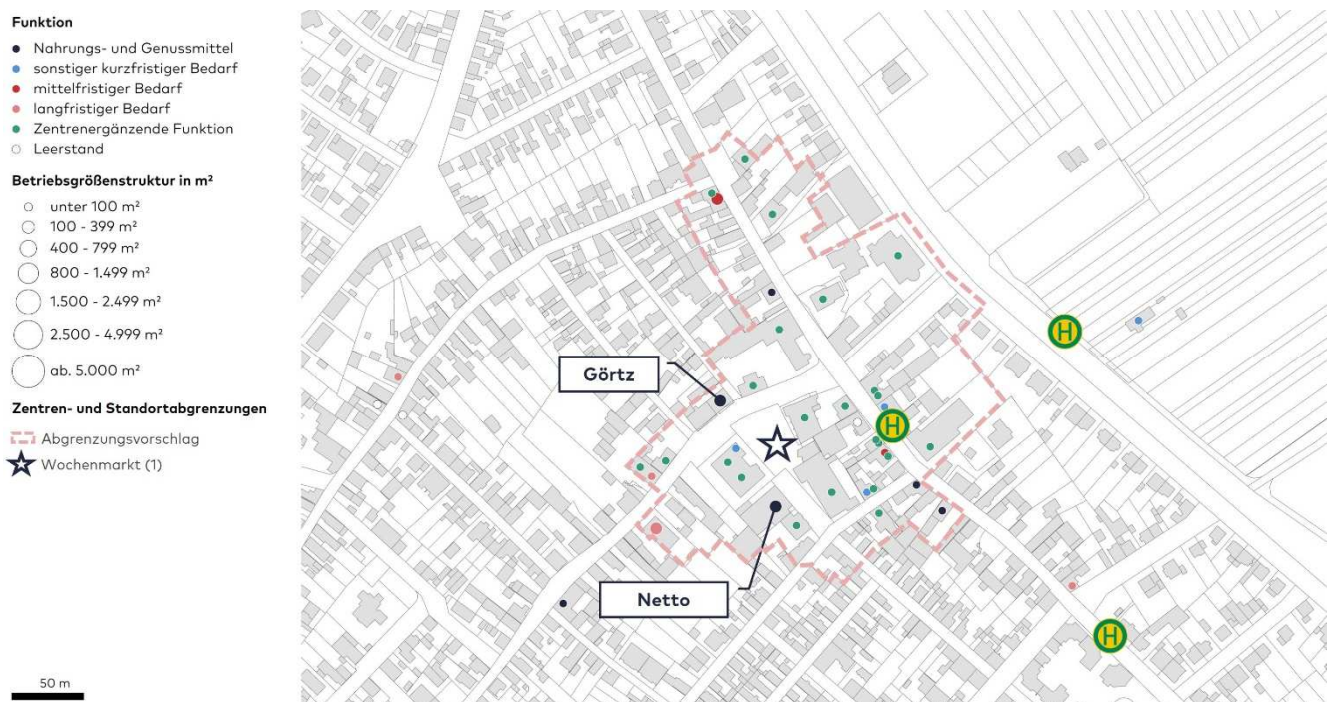 Funktion
Nahrungs- und Genussmittel
sonstiger kurzfristiger Bedarf
mittelfristiger Bedarf
langfristiger Bedarf
Zentrenergänzende Funktion
Leerstand
Betriebsgrößenstruktur in m²
unter 100 m²
100 - 399 m²
400 - 799 m²
800 - 1.499 m²
1.500 - 2.499 m²
2.500 - 4.999 m²
ab. 5.000 m²
Zentren- und Standortabgrenzungen
Abgrenzungsvorschlag
Wochenmarkt (1)
50 m
H
Görtz
H
Netto
H